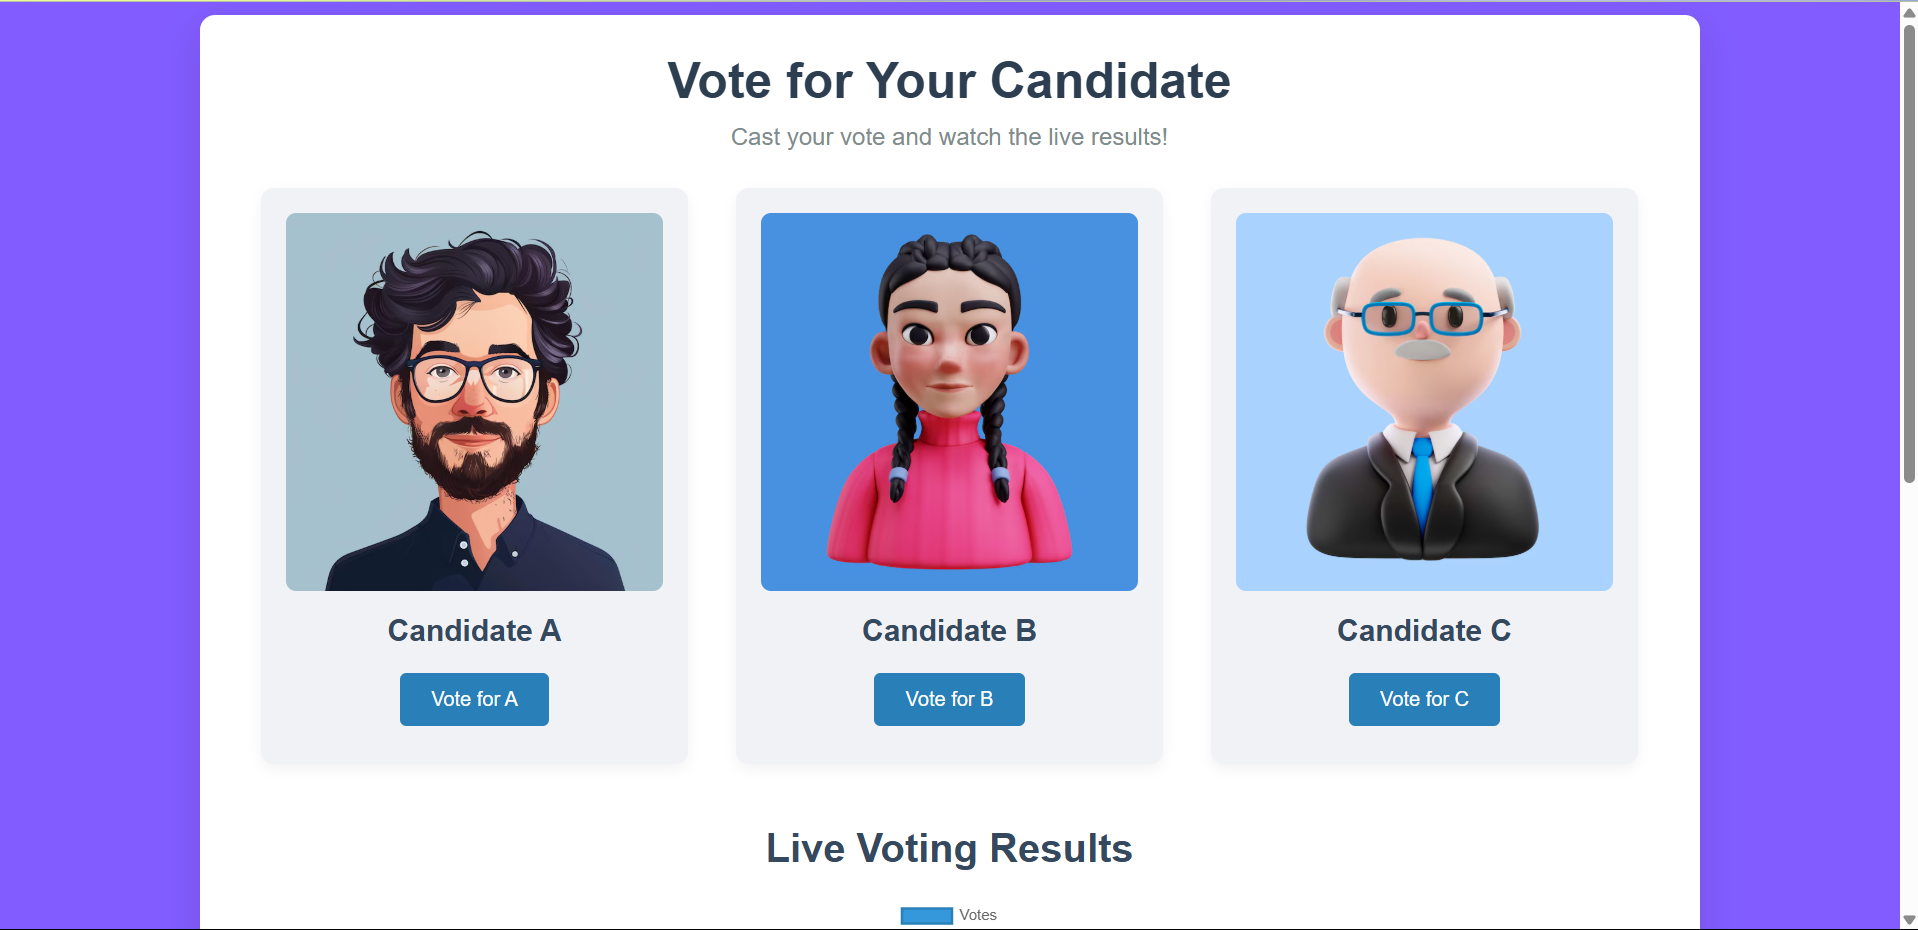 Vote for Your Candidate
Cast your vote and watch the live results!
Candidate A
Candidate B
Candidate C
Vote for A
Vote for B
Vote for C
Live Voting Results
Votes